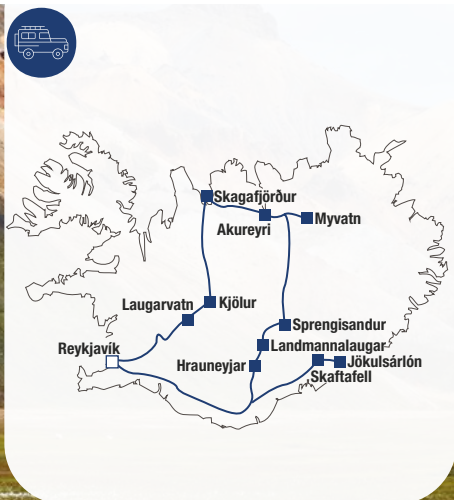 Skagafjörður
Akureyri
Myvatn
Laugarvatn
Kjölur
Sprengisandur
Reykjavík
Landmannalaugar
Hrauneyjar
Jökulsárlón
Skaftafell